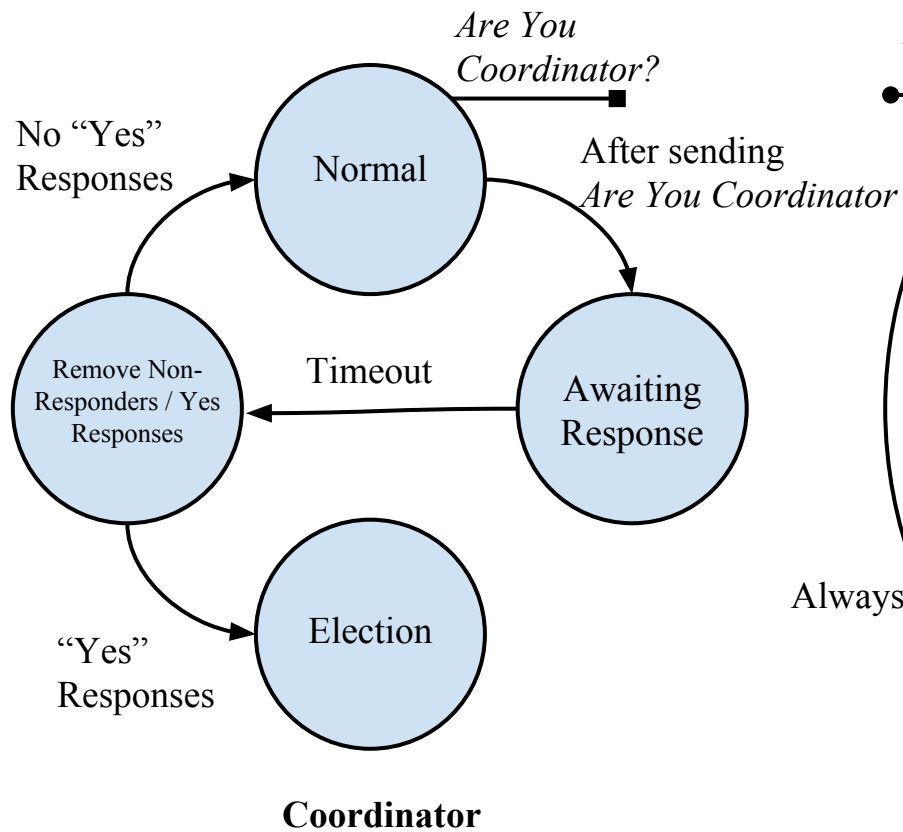 Are You
Coordinator?
No “Yes”
Responses
Normal
After sending
Are You Coordinator
Remove Non-
Responders / Yes
Responses
Timeout
Awaiting
Response
Always
“Yes”
Responses
Election
Coordinator